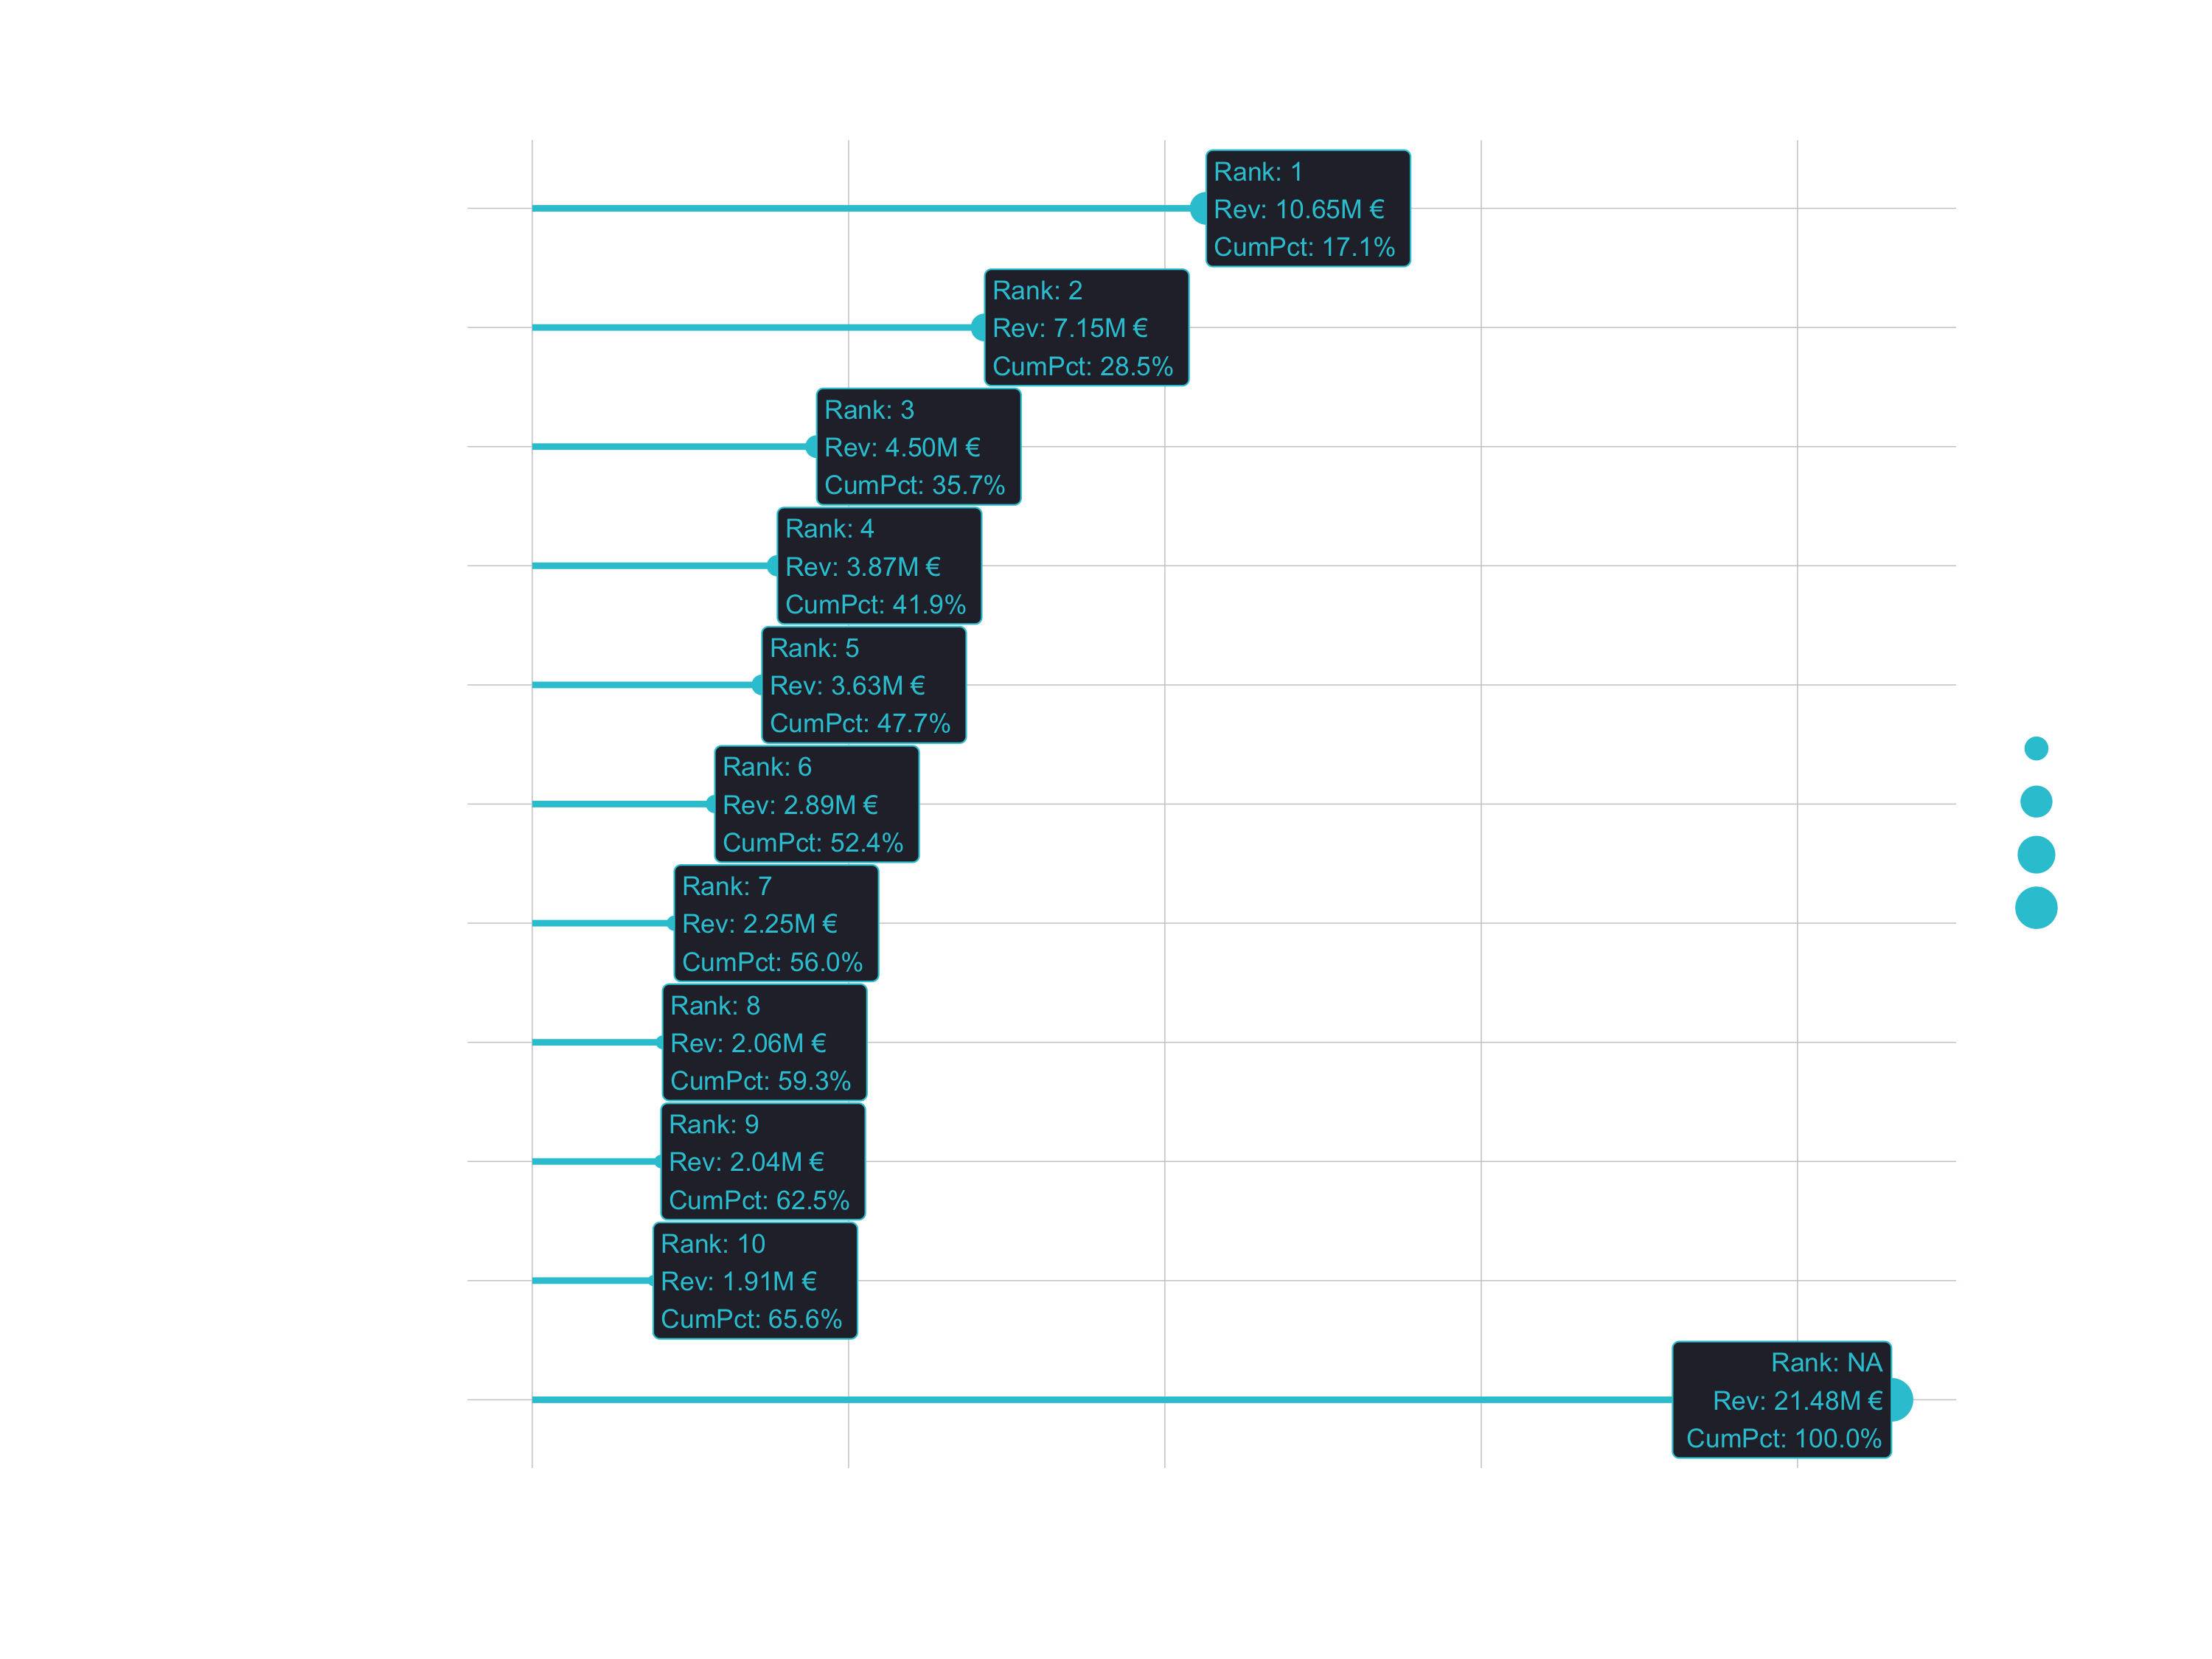 Rank: 1
Rev: 10.65M €
CumPct: 17.1%
Rank: 2
Rev: 7.15M €
CumPct: 28.5%
Rank: 3
Rev: 4.50M €
CumPct: 35.7%
Rank: 4
Rev: 3.87M €
CumPct: 41.9%
Rank: 5
Rev: 3.63M €
CumPct: 47.7%
Rank: 6
Rev: 2.89M €
CumPct: 52.4%
Rank: 7
Rev: 2.25M €
CumPct: 56.0%
Rank: 8
Rev: 2.06M €
CumPct: 59.3%
Rank: 9
Rev: 2.04M €
CumPct: 62.5%
Rank: 10
Rev: 1.91M €
CumPct: 65.6%
Rank: NA
Rev: 21.48M €
CumPct: 100.0%